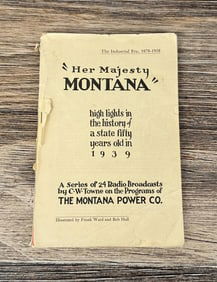 The Industrial Era, 1879-1938
"Her Majesty
MONTANA"
high lights in
the history of
a state fifty
years old in
1939
A Series of 24 Radio Broadcasts
by C·W·Towne on the Programs of
THE MONTANA POWER CO.
Illustrated by Frank Ward and Bob Hall